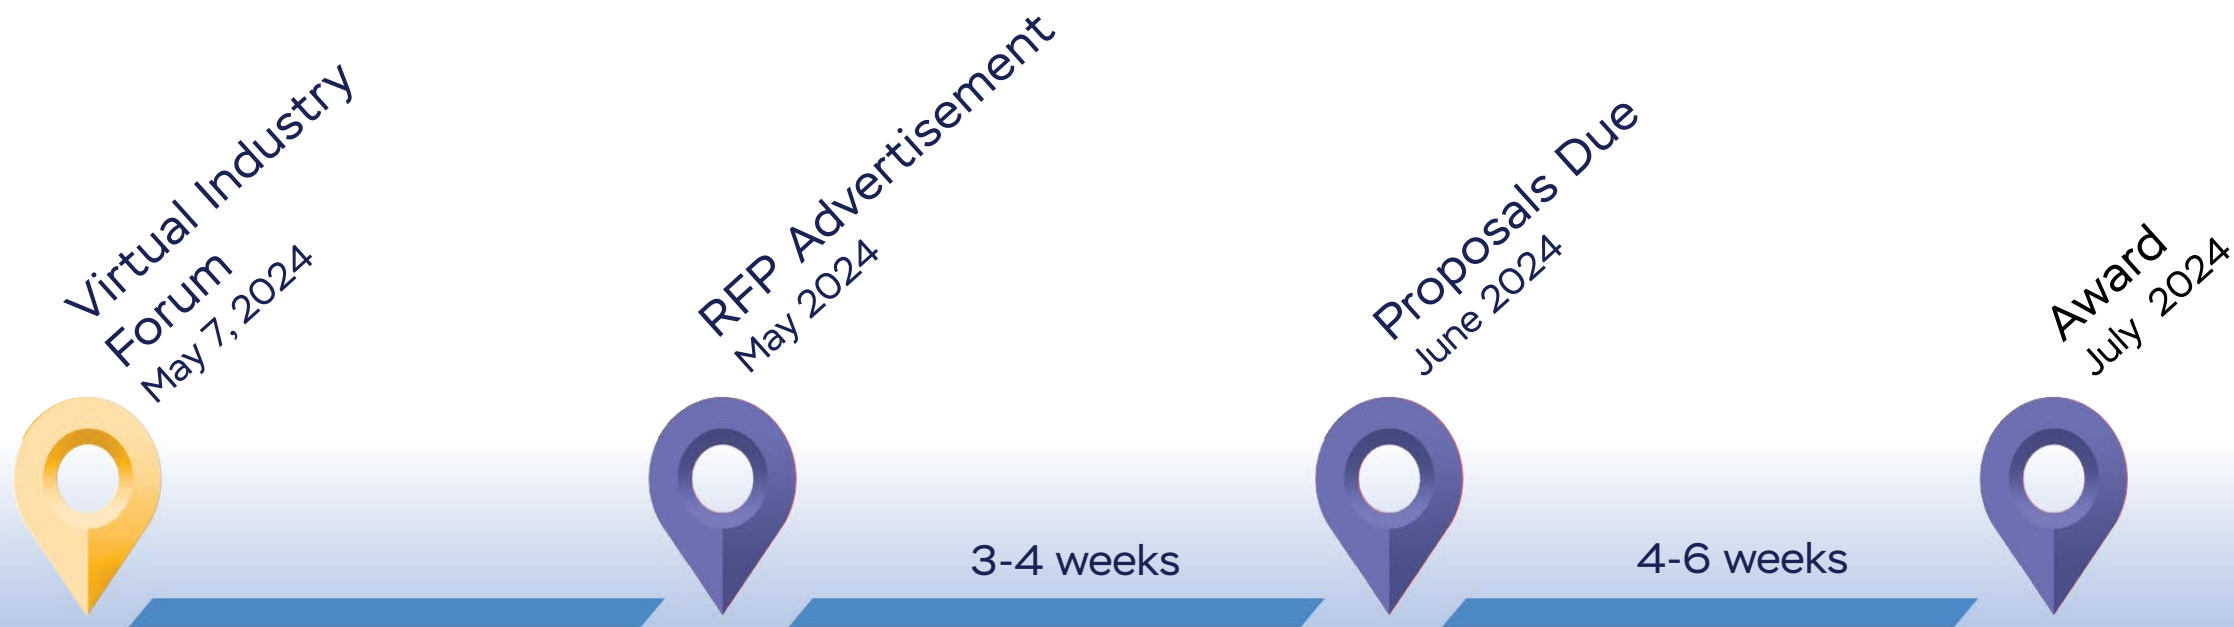 Virtual Industry
Forum
May 7, 2024
RFP Advertisement
May 2024
Proposals Due
June 2024
Award
July 2024
3-4 weeks
4-6 weeks